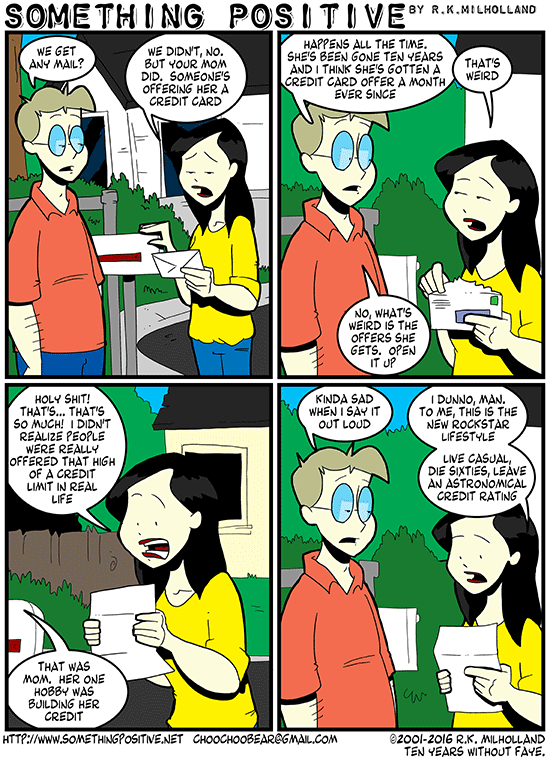 SOMETHING POSITIVE BY R.K.MILHOLLAND
WE GET
ANY MAIL?
WE DIDN'T, NO.
BUT YOUR MOM
DID. SOMEONE'S
OFFERING HER A
CREDIT CARD
HAPPENS ALL THE TIME.
SHE'S BEEN GONE TEN YEARS
AND I THINK SHE'S GOTTEN A
CREDIT CARD OFFER A MONTH
EVER SINCE
THAT'S
WEIRD
NO, WHAT'S
WEIRD IS THE
OFFERS SHE
GETS. OPEN
IT UP
HOLY SHIT!
THAT'S... THAT'S
SO MUCH! I DIDN'T
REALIZE PEOPLE
WERE REALLY
OFFERED THAT HIGH
OF A CREDIT
LIMIT IN REAL
LIFE
THAT WAS
MOM. HER ONE
HOBBY WAS
BUILDING HER
CREDIT
KINDA SAD
WHEN I SAY IT
OUT LOUD
I DUNNO, MAN.
TO ME, THIS IS THE
NEW ROCKSTAR
LIFESTYLE
LIVE CASUAL,
DIE SIXTIES, LEAVE
AN ASTRONOMICAL
CREDIT RATING
HTTP://WWW.SOMETHINGPOSITIVE.NET CHOOCHOOBEAR@GMAIL.COM
©2001-2016 R.K. MILHOLLAND
TEN YEARS WITHOUT FAYE.